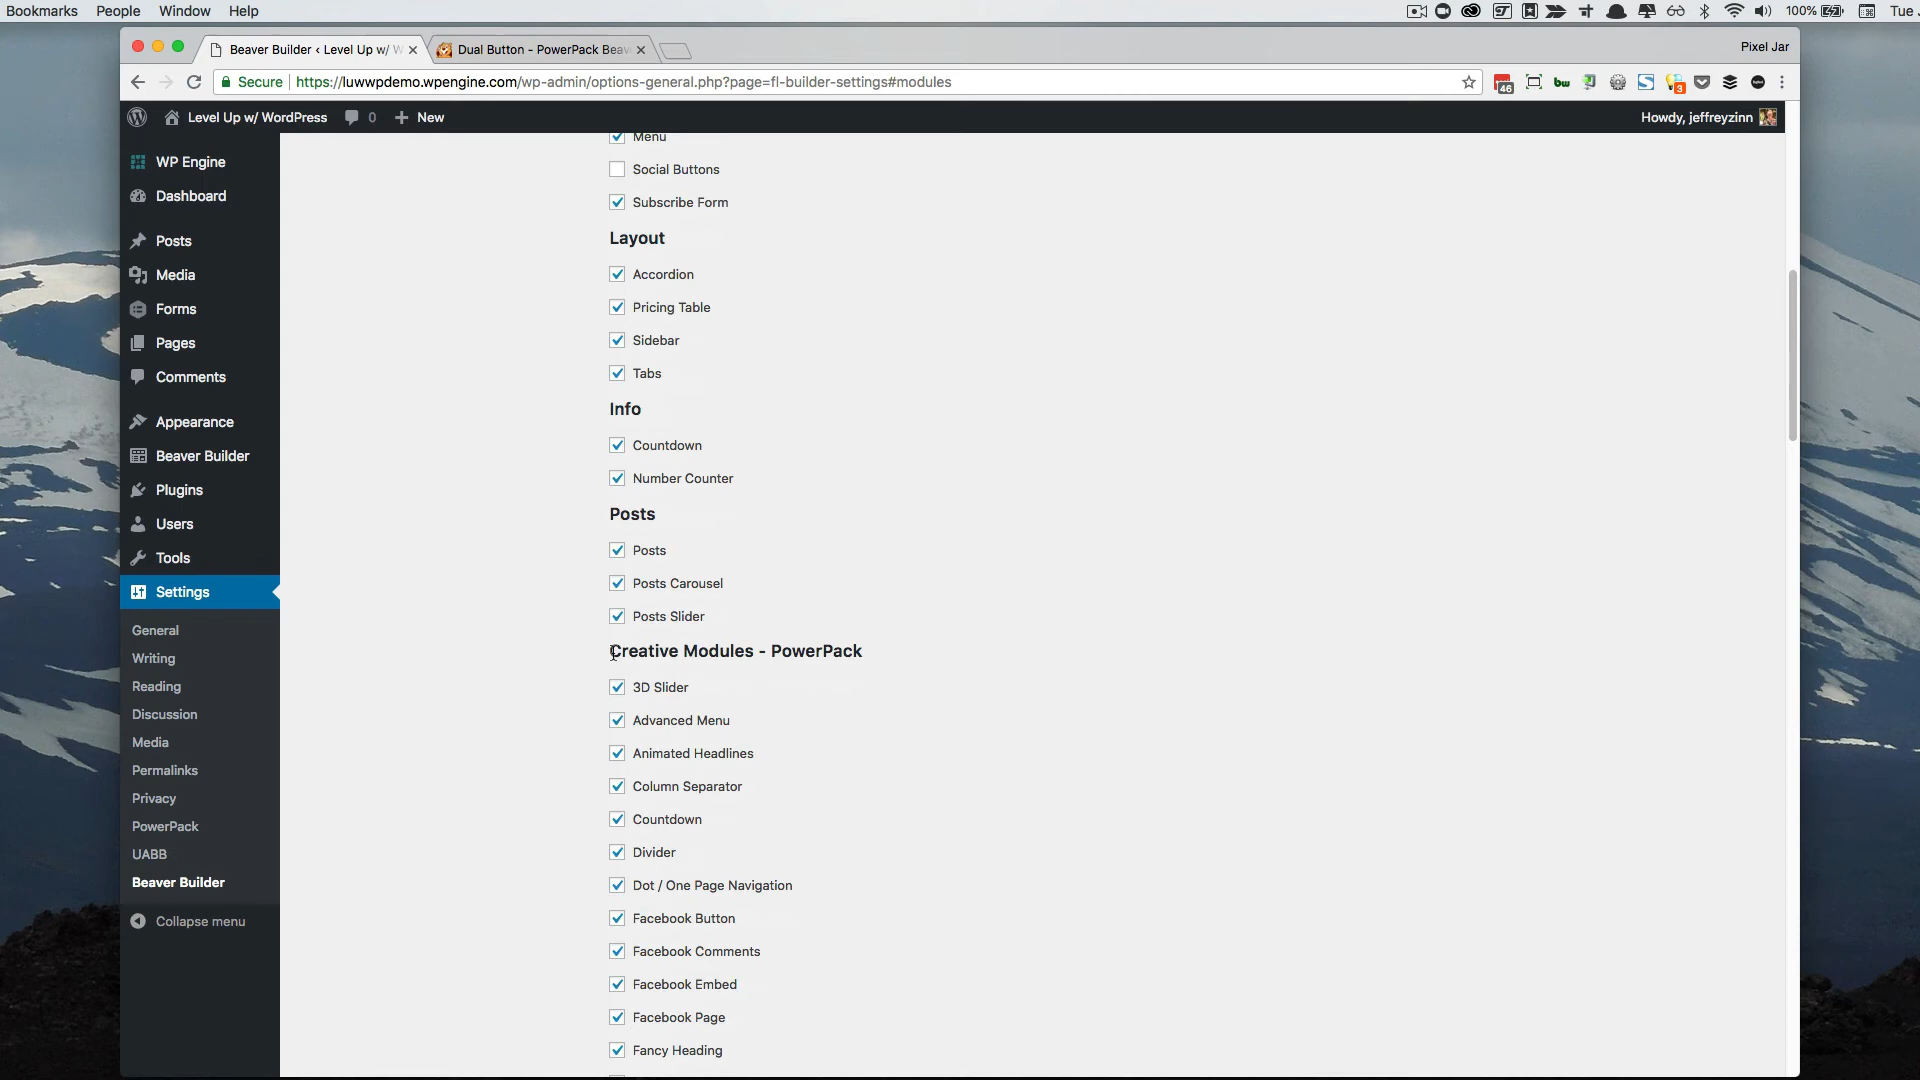 Bookmarks People Window Help 100% Tue
Beaver Builder ‹ Level Up w/ W Dual Button - PowerPack Beav Pixel Jar
Secure https://luwwpdemo.wpengine.com/wp-admin/options-general.php?page=fl-builder-settings#modules 46 bw 3
Level Up w/ WordPress 0 New Howdy, jeffreyzinn
WP Engine
Dashboard
Posts
Media
Forms
Pages
Comments
Appearance
Beaver Builder
Plugins
Users
Tools
Settings
General
Writing
Reading
Discussion
Media
Permalinks
Privacy
PowerPack
UABB
Beaver Builder
Collapse menu
Menu
Social Buttons
Subscribe Form
Layout
Accordion
Pricing Table
Sidebar
Tabs
Info
Countdown
Number Counter
Posts
Posts
Posts Carousel
Posts Slider
Creative Modules - PowerPack
3D Slider
Advanced Menu
Animated Headlines
Column Separator
Countdown
Divider
Dot / One Page Navigation
Facebook Button
Facebook Comments
Facebook Embed
Facebook Page
Fancy Heading